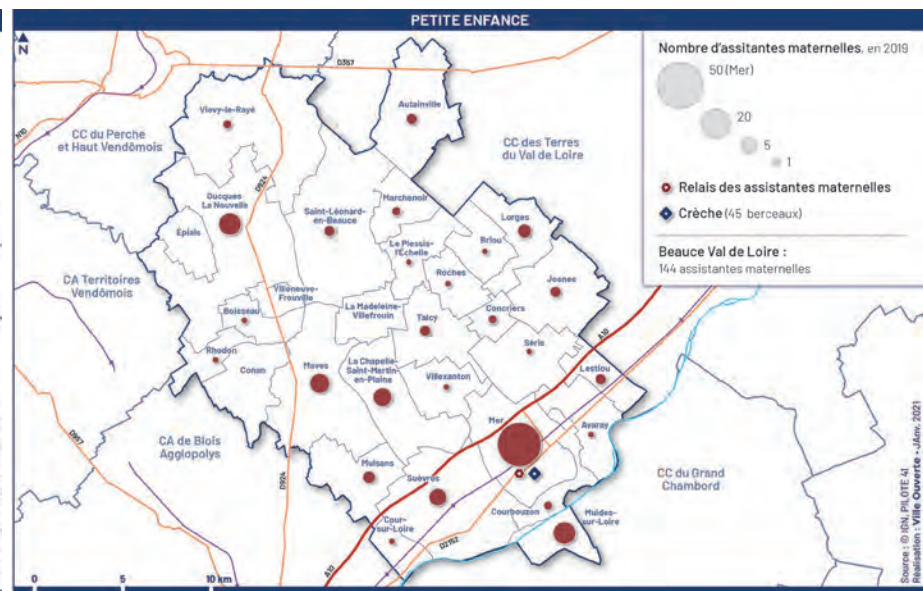 PETITE ENFANCE
N
Nombre d'assitantes maternelles, en 2019
50 (Mer)
20
5
1
Relais des assistantes maternelles
Crèche (45 berceaux)
Beauce Val de Loire :
144 assistantes maternelles
D357
N10
Vievy-le-Rayé
Autainville
CC du Perche
et Haut Vendômois
CC des Terres
du Val de Loire
D924
Oucques
La Nouvelle
Épiais
Saint-Léonard-
en-Beauce
Marchenoir
Lorges
Le Plessis-
l'Échelle
Briou
Roches
Josnes
CA Territoires
Vendômois
Villeneuve-
Frouville
Boisseau
La Madeleine-
Villefrouin
Talcy
Concriers
A10
Séris
Rhodon
Conan
Maves
La Chapelle-
Saint-Martin-
en-Plaine
Villexanton
Lestiou
Mer
Avaray
D957
CA de Blois
Agglopolys
D924
Mulsans
Suèvres
CC du Grand
Chambord
Courbouzon
Muides-
sur-Loire
Cour-
sur-Loire
D2152
A10
0 5 10 km
Source : © IGN, PILOTE 41
Réalisation : Ville Ouverte - JAnv. 2021